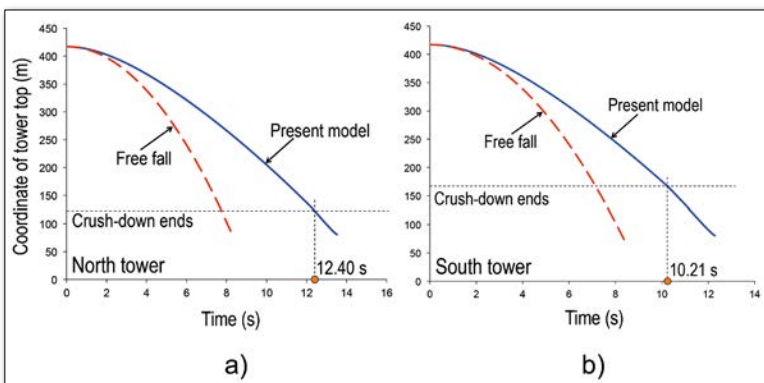 Coordinate of tower top (m)
450
400
350
300
250
200
150
100
50
0
Free fall
Present model
Crush-down ends
North tower
12.40 s
0 2 4 6 8 10 12 14 16
Time (s)
a)
450
400
350
300
250
200
150
100
50
0
Free fall
Present model
Crush-down ends
South tower
10.21 s
0 2 4 6 8 10 12 14
Time (s)
b)